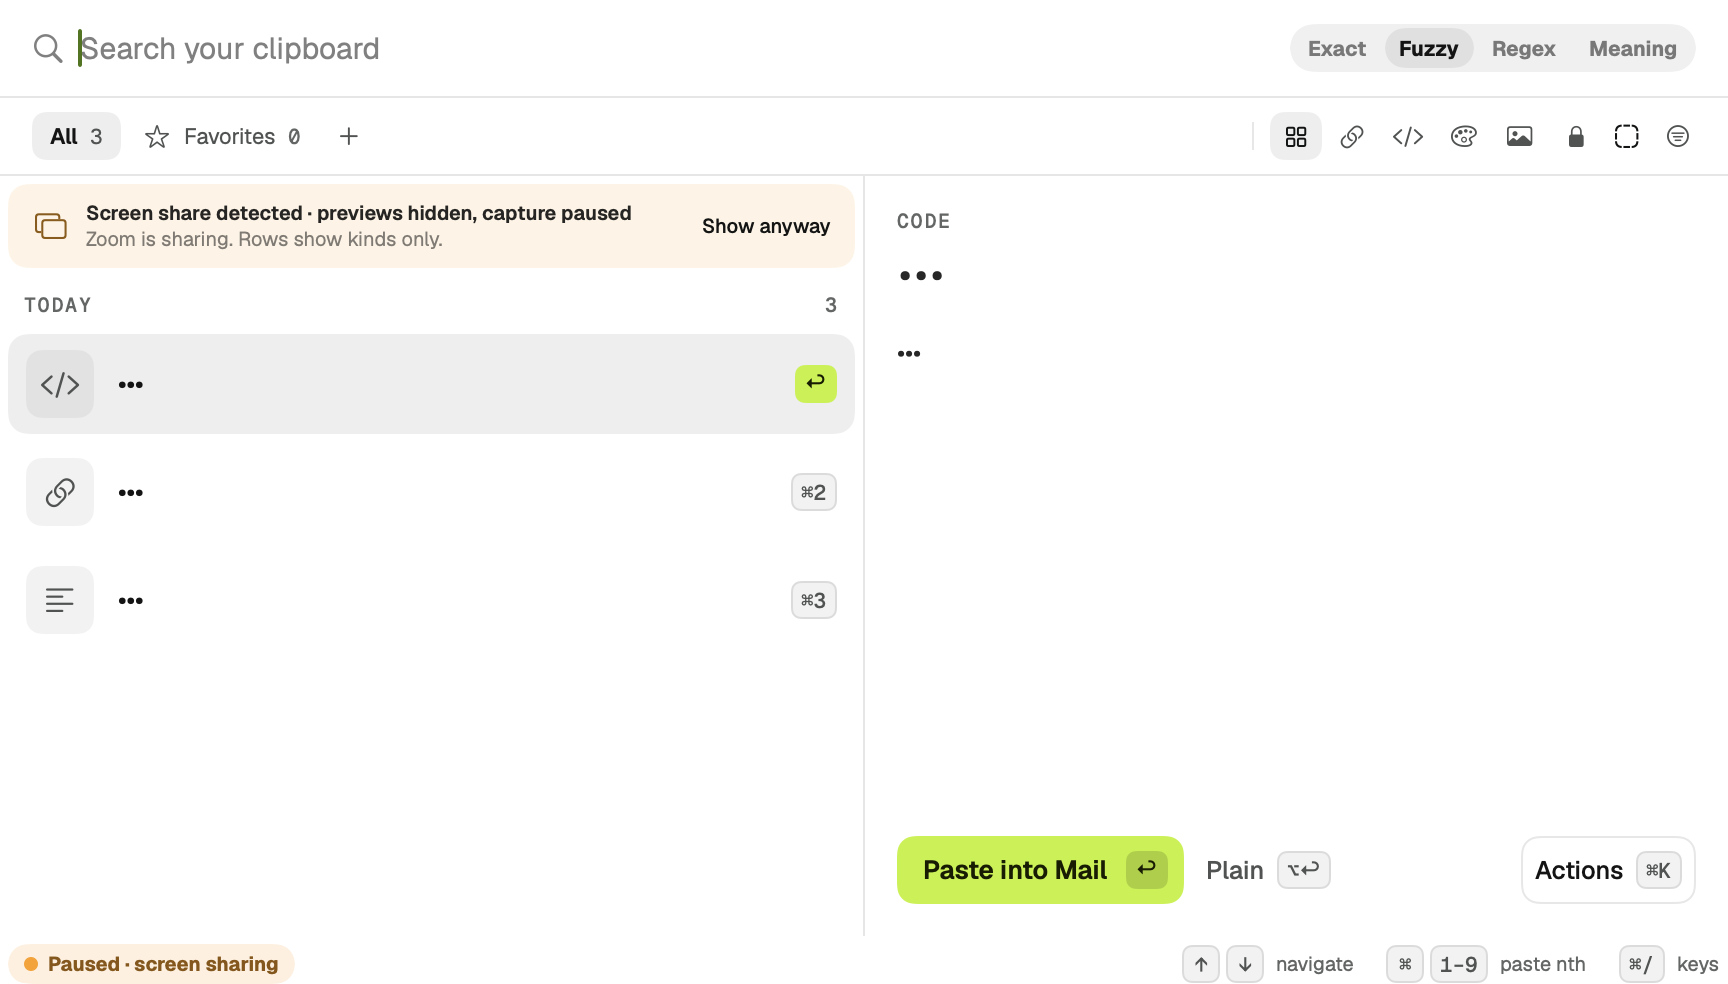 Search your clipboard
Exact Fuzzy Regex Meaning
All 3 Favorites 0 +
Screen share detected · previews hidden, capture paused
Zoom is sharing. Rows show kinds only.
Show anyway
TODAY 3
•••
•••
⌘2
•••
⌘3
CODE
•••
•••
Paste into Mail ↩
Plain ⌥↩
Actions ⌘K
Paused · screen sharing
↑ ↓ navigate ⌘ 1–9 paste nth ⌘/ keys